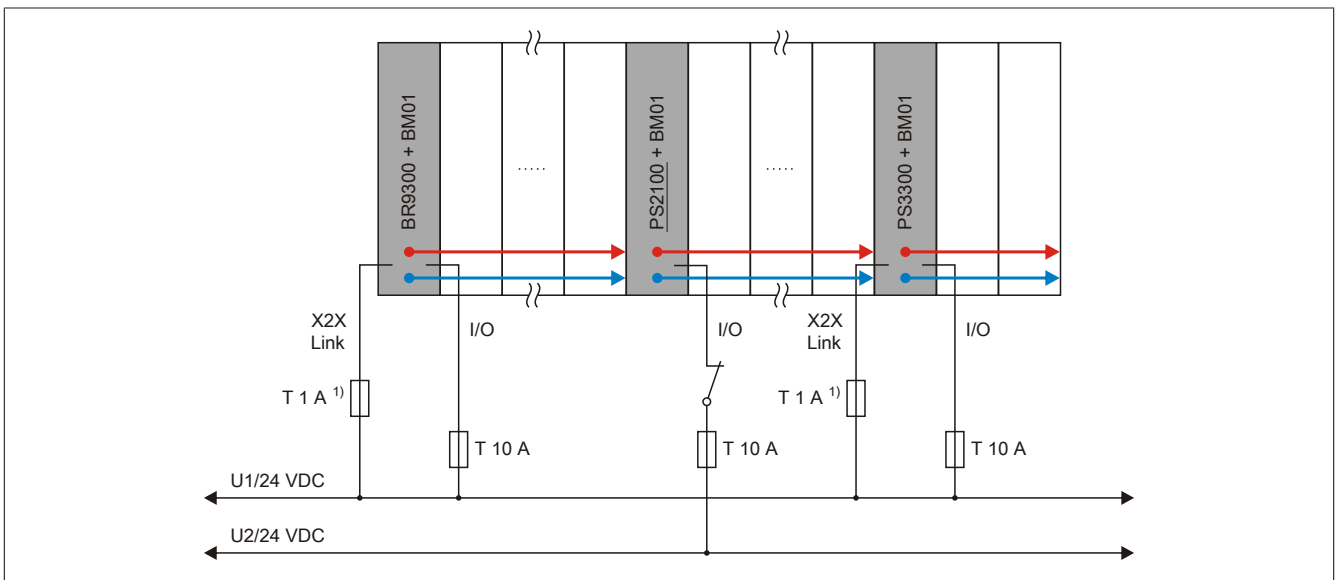 BR9300 + BM01
.....
PS2100 + BM01
.....
PS3300 + BM01
X2X
Link
I/O
I/O
X2X
Link
I/O
T 1 A 1)
T 1 A 1)
T 10 A
T 10 A
T 10 A
U1/24 VDC
U2/24 VDC